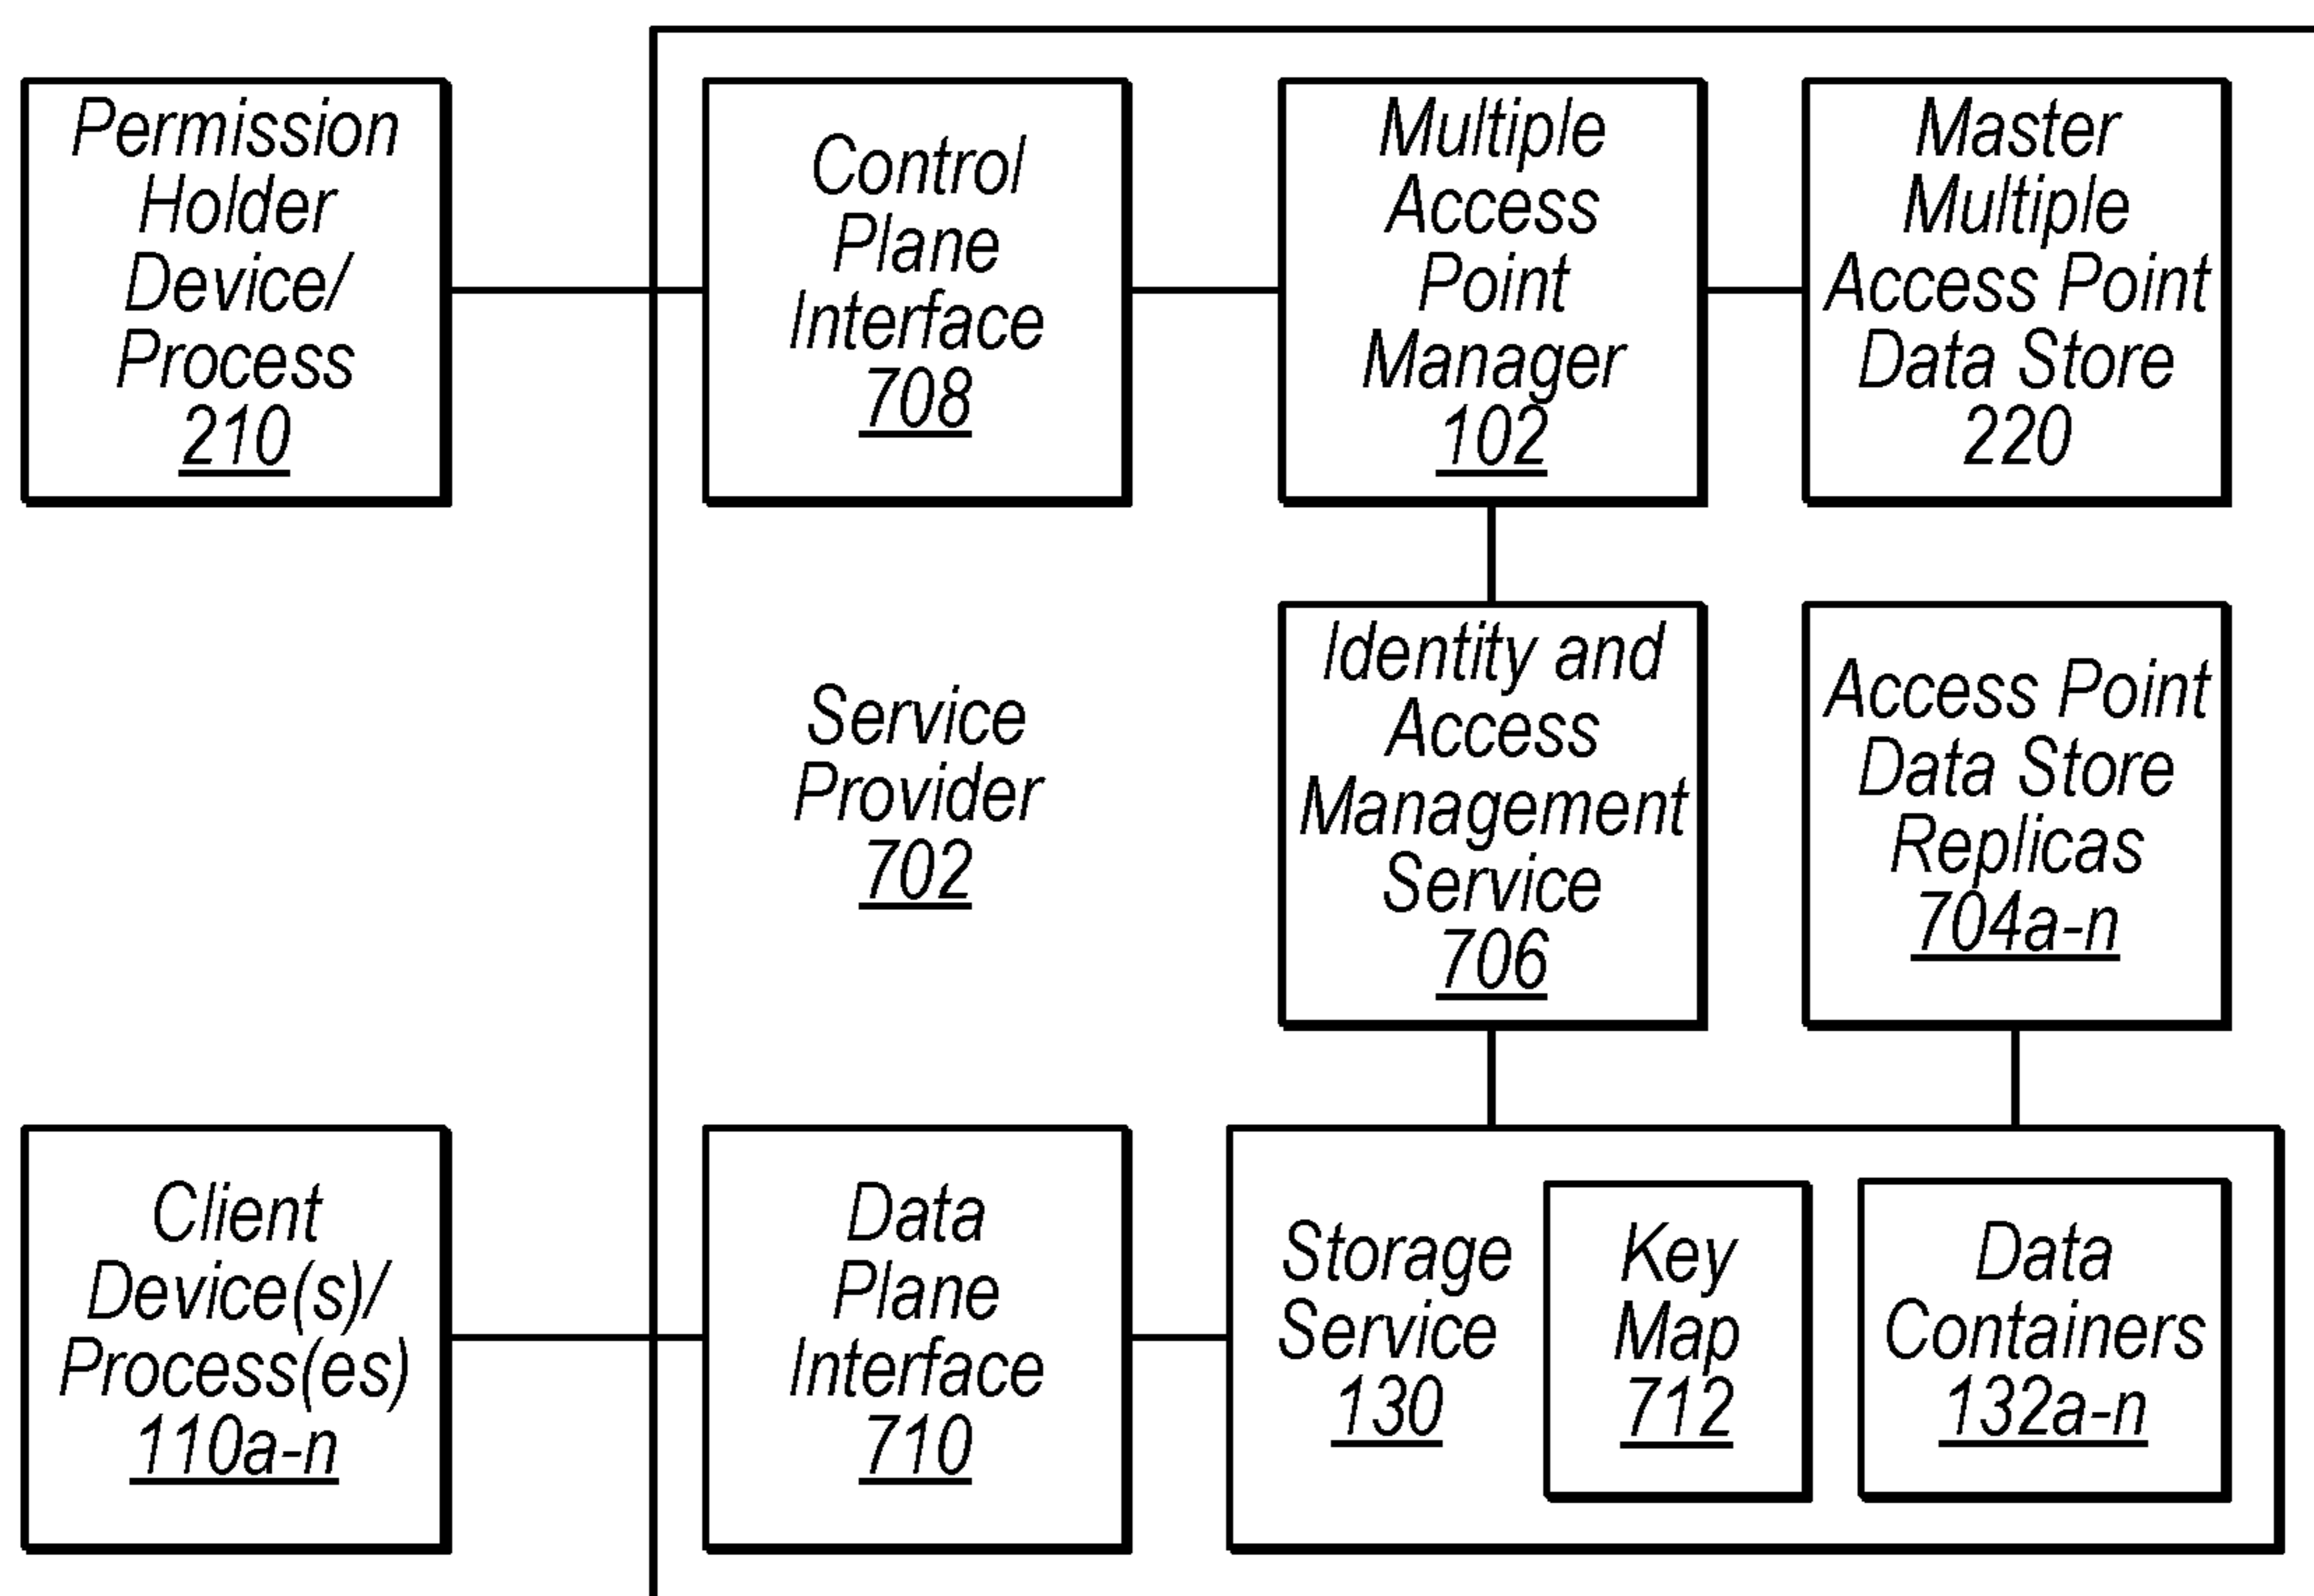 Permission
Holder
Device/
Process
210
Control
Plane
Interface
708
Multiple
Access
Point
Manager
102
Master
Multiple
Access Point
Data Store
220
Service
Provider
702
Identity and
Access
Management
Service
706
Access Point
Data Store
Replicas
704a-n
Client
Device(s)/
Process(es)
110a-n
Data
Plane
Interface
710
Storage
Service
130
Key
Map
712
Data
Containers
132a-n